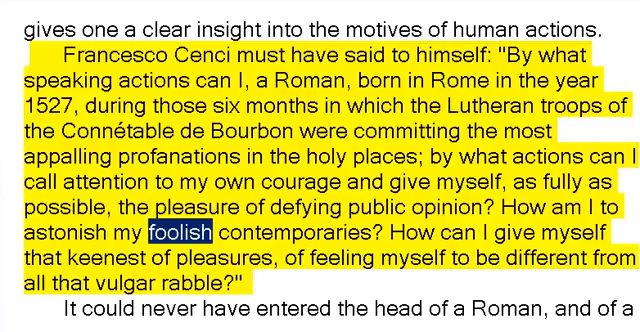 gives one a clear insight into the motives of human actions.
Francesco Cenci must have said to himself: "By what
speaking actions can I, a Roman, born in Rome in the year
1527, during those six months in which the Lutheran troops of
the Connétable de Bourbon were committing the most
appalling profanations in the holy places; by what actions can I
call attention to my own courage and give myself, as fully as
possible, the pleasure of defying public opinion? How am I to
astonish my foolish contemporaries? How can I give myself
that keenest of pleasures, of feeling myself to be different from
all that vulgar rabble?"
It could never have entered the head of a Roman, and of a